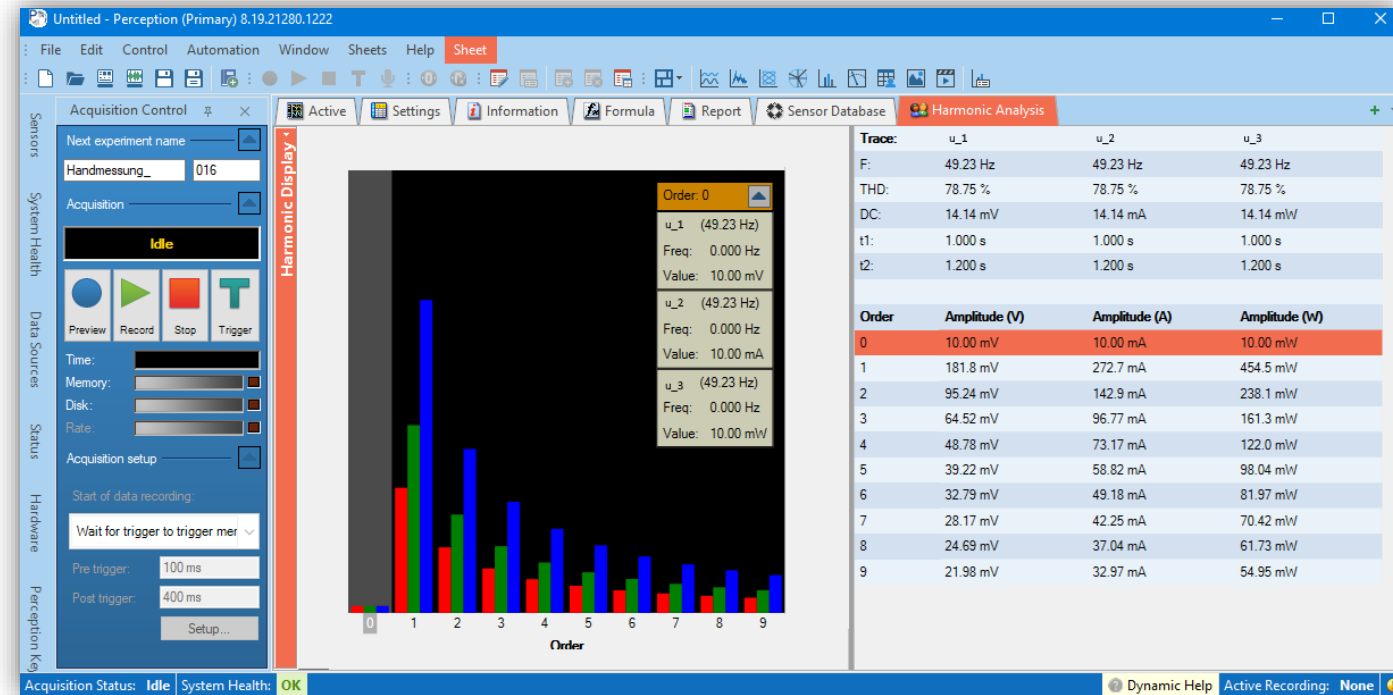 Untitled - Perception (Primary) 8.19.21280.1222
File Edit Control Automation Window Sheets Help Sheet
Sensors
System Health
Data Sources
Status
Hardware
Perception Key
Acquisition Control
Next experiment name
Handmessung_ 016
Acquisition
Idle
Preview Record Stop Trigger
Time:
Memory:
Disk:
Rate:
Acquisition setup
Start of data recording:
Wait for trigger to trigger mer
Pre trigger: 100 ms
Post trigger: 400 ms
Setup...
Active Settings Information Formula Report Sensor Database Harmonic Analysis
Harmonic Display
Order: 0
u_1 (49.23 Hz)
Freq: 0.000 Hz
Value: 10.00 mV
u_2 (49.23 Hz)
Freq: 0.000 Hz
Value: 10.00 mA
u_3 (49.23 Hz)
Freq: 0.000 Hz
Value: 10.00 mW
0 1 2 3 4 5 6 7 8 9
Order
Trace: u_1 u_2 u_3
F: 49.23 Hz 49.23 Hz 49.23 Hz
THD: 78.75 % 78.75 % 78.75 %
DC: 14.14 mV 14.14 mA 14.14 mW
t1: 1.000 s 1.000 s 1.000 s
t2: 1.200 s 1.200 s 1.200 s
Order Amplitude (V) Amplitude (A) Amplitude (W)
0 10.00 mV 10.00 mA 10.00 mW
1 181.8 mV 272.7 mA 454.5 mW
2 95.24 mV 142.9 mA 238.1 mW
3 64.52 mV 96.77 mA 161.3 mW
4 48.78 mV 73.17 mA 122.0 mW
5 39.22 mV 58.82 mA 98.04 mW
6 32.79 mV 49.18 mA 81.97 mW
7 28.17 mV 42.25 mA 70.42 mW
8 24.69 mV 37.04 mA 61.73 mW
9 21.98 mV 32.97 mA 54.95 mW
Acquisition Status: Idle System Health: OK Dynamic Help Active Recording: None